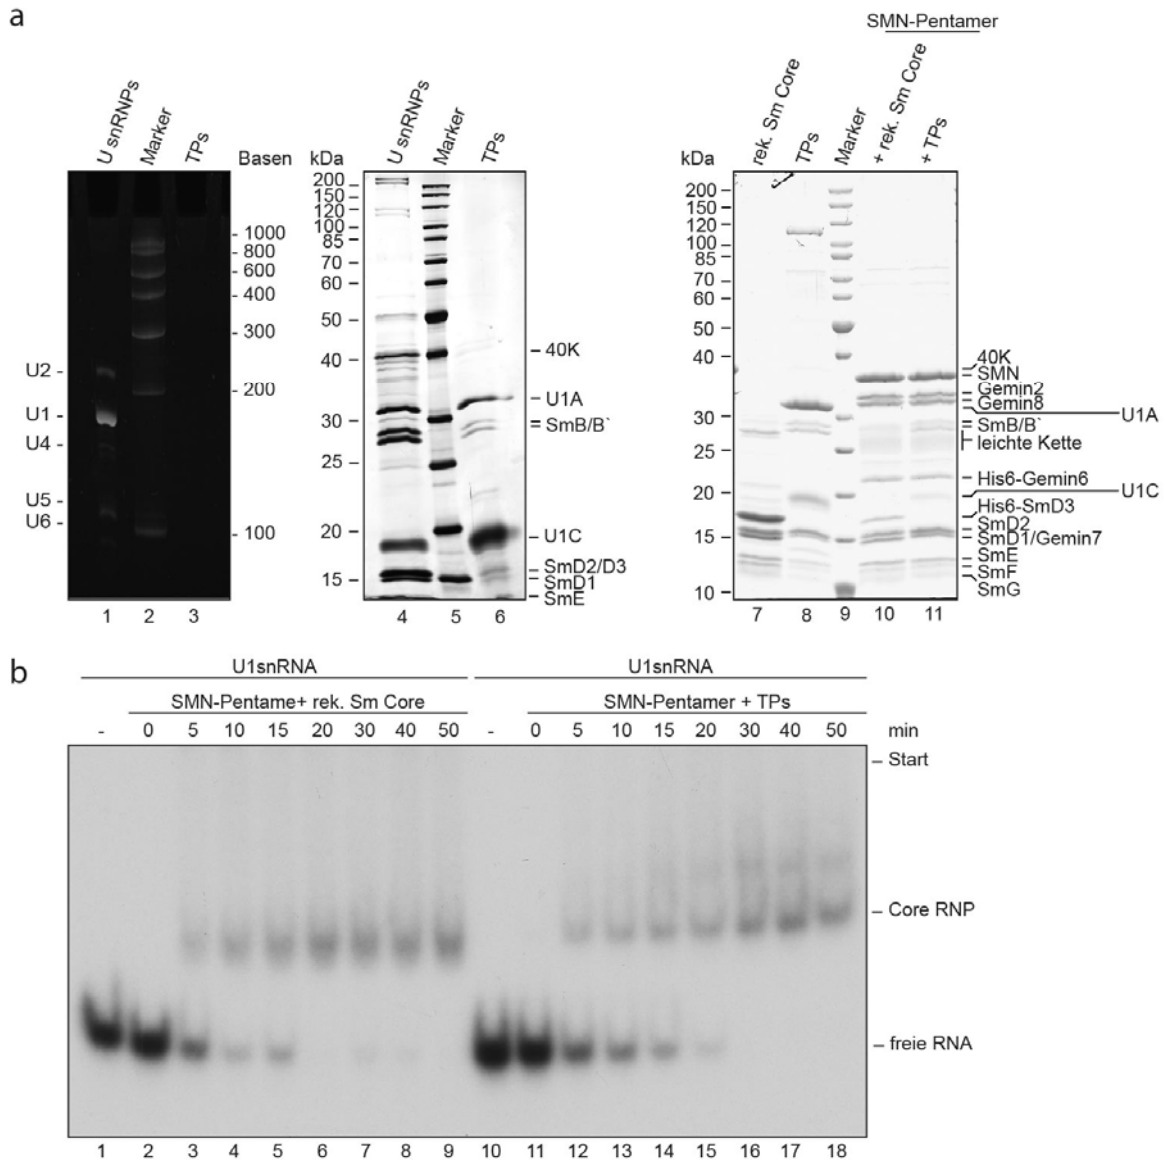 a
SMN-Pentamer
U snRNPs
Marker
TPs
Basen
1000
800
600
400
300
200
100
U2
U1
U4
U5
U6
1 2 3
kDa
U snRNPs
Marker
TPs
200
150
120
100
85
70
60
50
40
30
25
20
15
40K
U1A
SmB/B`
U1C
SmD2/D3
SmD1
SmE
4 5 6
kDa
rek. Sm Core
TPs
Marker
+ rek. Sm Core
+ TPs
200
150
120
100
85
70
60
50
40
30
25
20
15
10
40K
SMN
Gemin2
Gemin8
U1A
SmB/B`
leichte Kette
His6-Gemin6
U1C
His6-SmD3
SmD2
SmD1/Gemin7
SmE
SmF
SmG
7 8 9 10 11
b
U1snRNA U1snRNA
SMN-Pentame+ rek. Sm Core SMN-Pentamer + TPs
- 0 5 10 15 20 30 40 50 - 0 5 10 15 20 30 40 50 min
Start
Core RNP
freie RNA
1 2 3 4 5 6 7 8 9 10 11 12 13 14 15 16 17 18